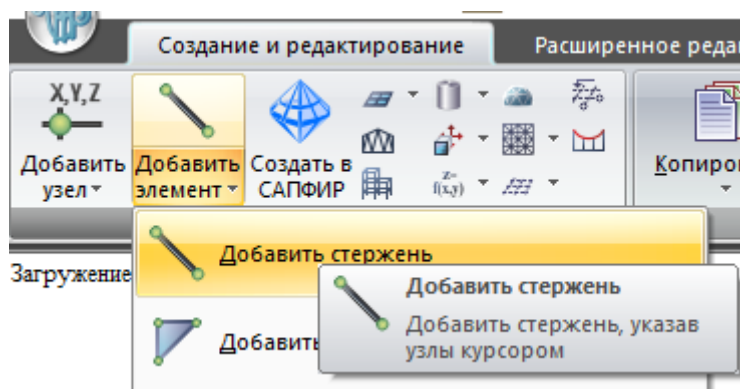 Создание и редактирование
Расширенное реда
X,Y,Z
Добавить узел
Добавить элемент
Создать в САПФИР
z=
f(x,y)
Копиро
Добавить стержень
Загружение
Добавить стержень
Добавить стержень, указав
узлы курсором
Добавить